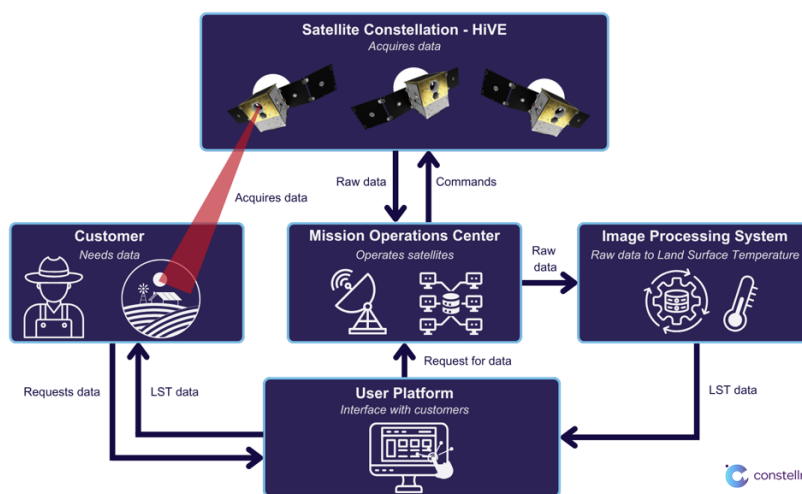 Satellite Constellation - HiVE
Acquires data
Raw data
Commands
Acquires data
Customer
Needs data
Mission Operations Center
Operates satellites
Raw
data
Image Processing System
Raw data to Land Surface Temperature
Requests data
LST data
Request for data
LST data
User Platform
Interface with customers